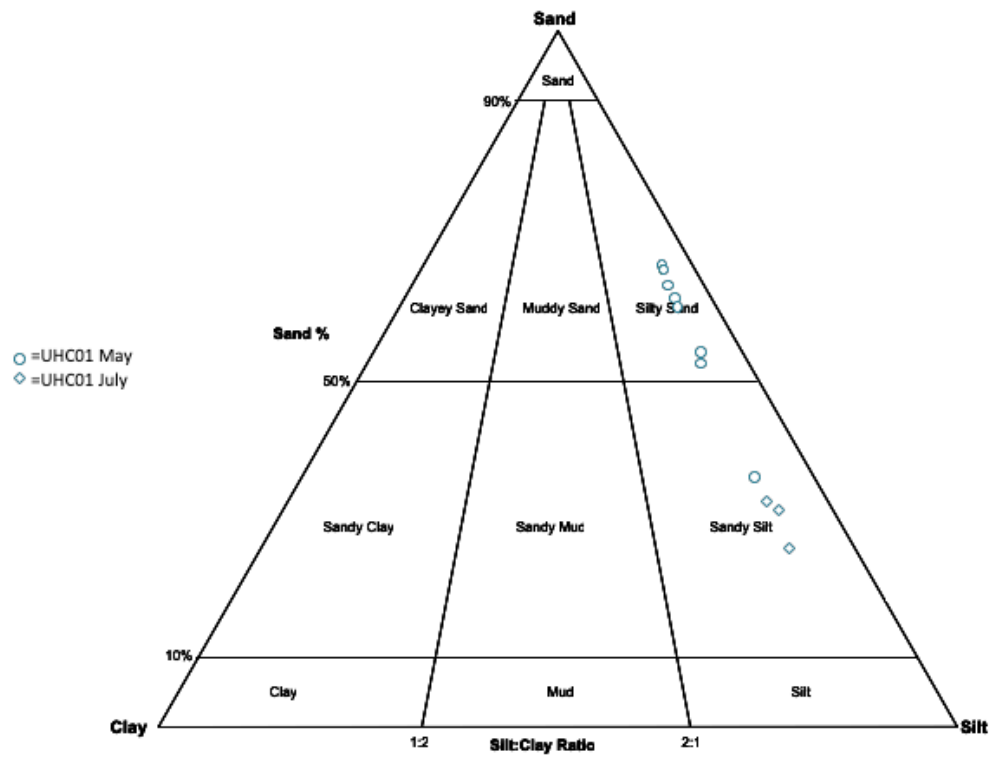 Sand
Sand
90%
Clayey Sand
Muddy Sand
Silty Sand
Sand %
=UHC01 May
=UHC01 July
50%
Sandy Clay
Sandy Mud
Sandy Silt
10%
Clay
Mud
Silt
Clay
Silt
1:2
Silt:Clay Ratio
2:1